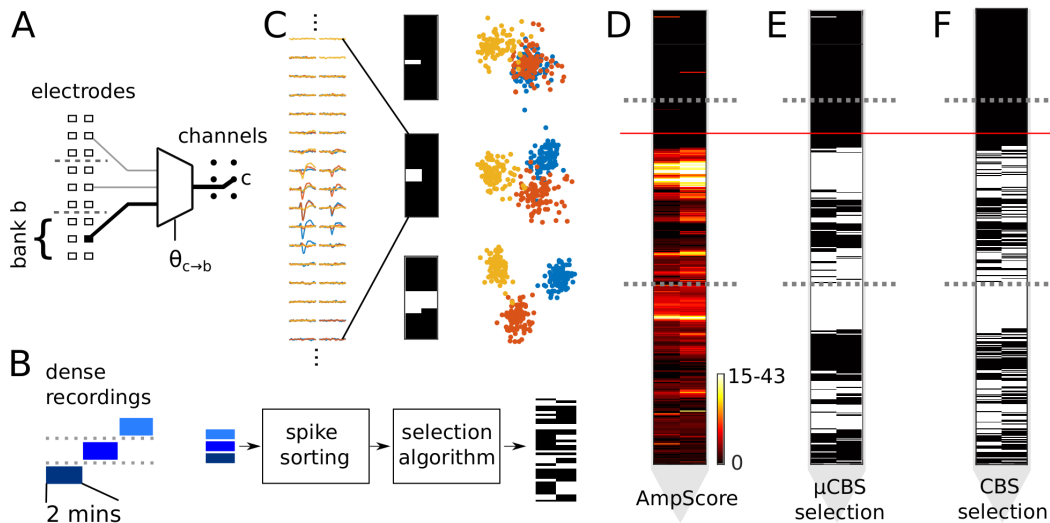 A
electrodes
channels
c
bank b
{
θc→b
B
dense
recordings
2 mins
spike
sorting
selection
algorithm
C
D
15-43
0
AmpScore
E
μCBS
selection
F
CBS
selection